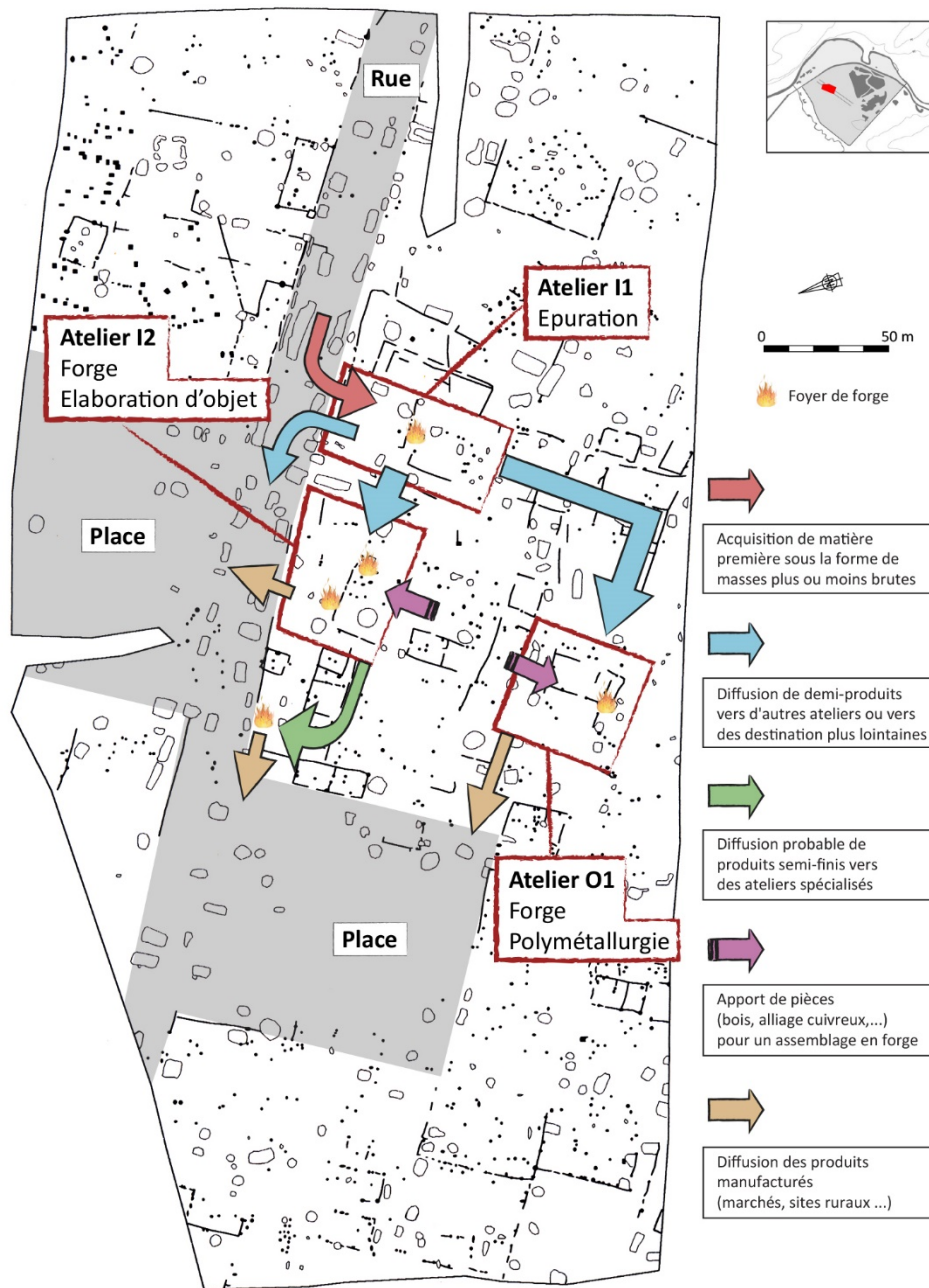 Rue
Atelier I1
Epuration
Atelier I2
Forge
Elaboration d'objet
0
50 m
Foyer de forge
Place
Acquisition de matière
première sous la forme de
masses plus ou moins brutes
Diffusion de demi-produits
vers d'autres ateliers ou vers
des destination plus lointaines
Diffusion probable de
produits semi-finis vers
des ateliers spécialisés
Atelier O1
Forge
Polymétallurgie
Place
Apport de pièces
(bois, alliage cuivreux,...)
pour un assemblage en forge
Diffusion des produits
manufacturés
(marchés, sites ruraux ...)